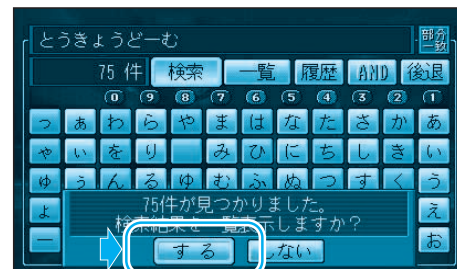 とうきょうどーむ 部分一致
75 件 検索 一覧 履歴 AND 後退
0 9 8 7 6 5 4 3 2 1
っ あ わ ら や ま は な た さ か あ
ゃ い を り み ひ に ち し き い
ゅ う ん る ゆ む ふ ぬ つ す く う
ょ え
ー お
75件が見つかりました。
検索結果を一覧表示しますか？
する しない